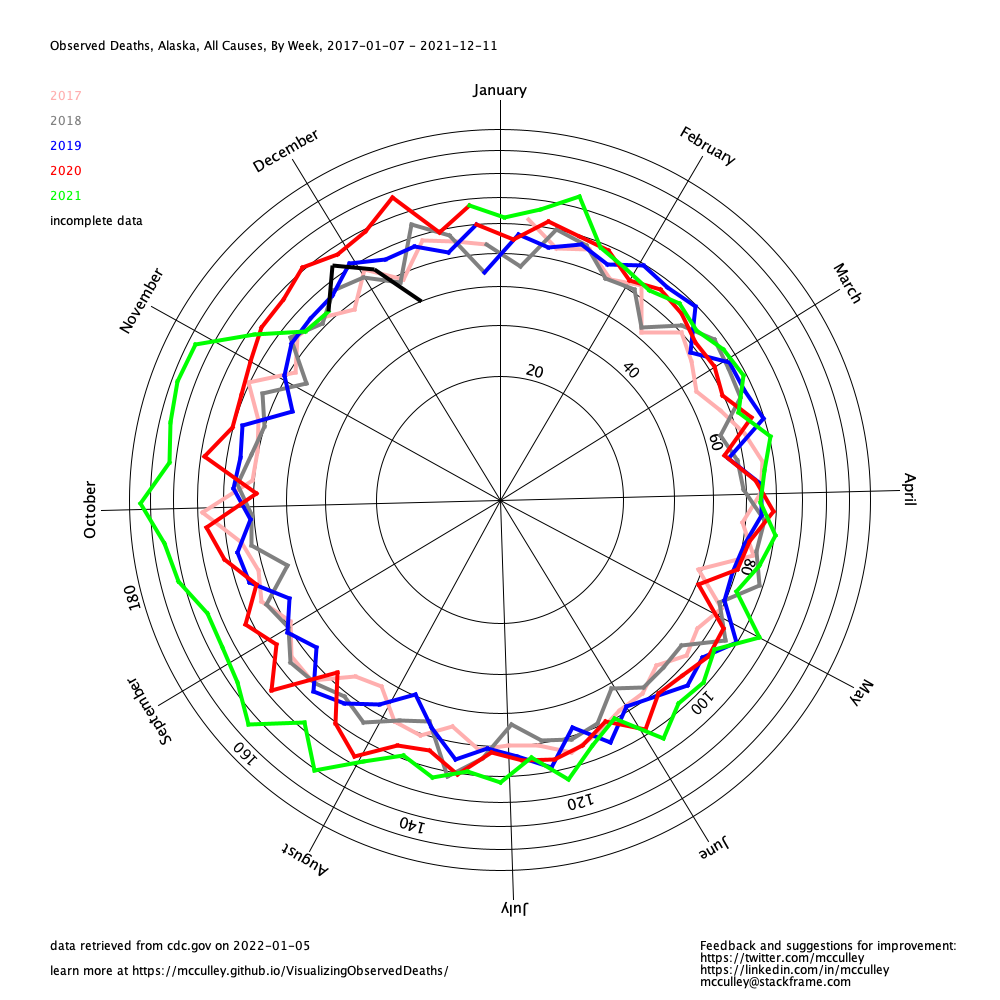 Observed Deaths, Alaska, All Causes, By Week, 2017-01-07 - 2021-12-11
2017
2018
2019
2020
2021
incomplete data
January
February
March
April
May
June
July
August
September
October
November
December
20
40
60
80
100
120
140
160
180
data retrieved from cdc.gov on 2022-01-05
learn more at https://mcculley.github.io/VisualizingObservedDeaths/
Feedback and suggestions for improvement:
https://twitter.com/mcculley
https://linkedin.com/in/mcculley
mcculley@stackframe.com